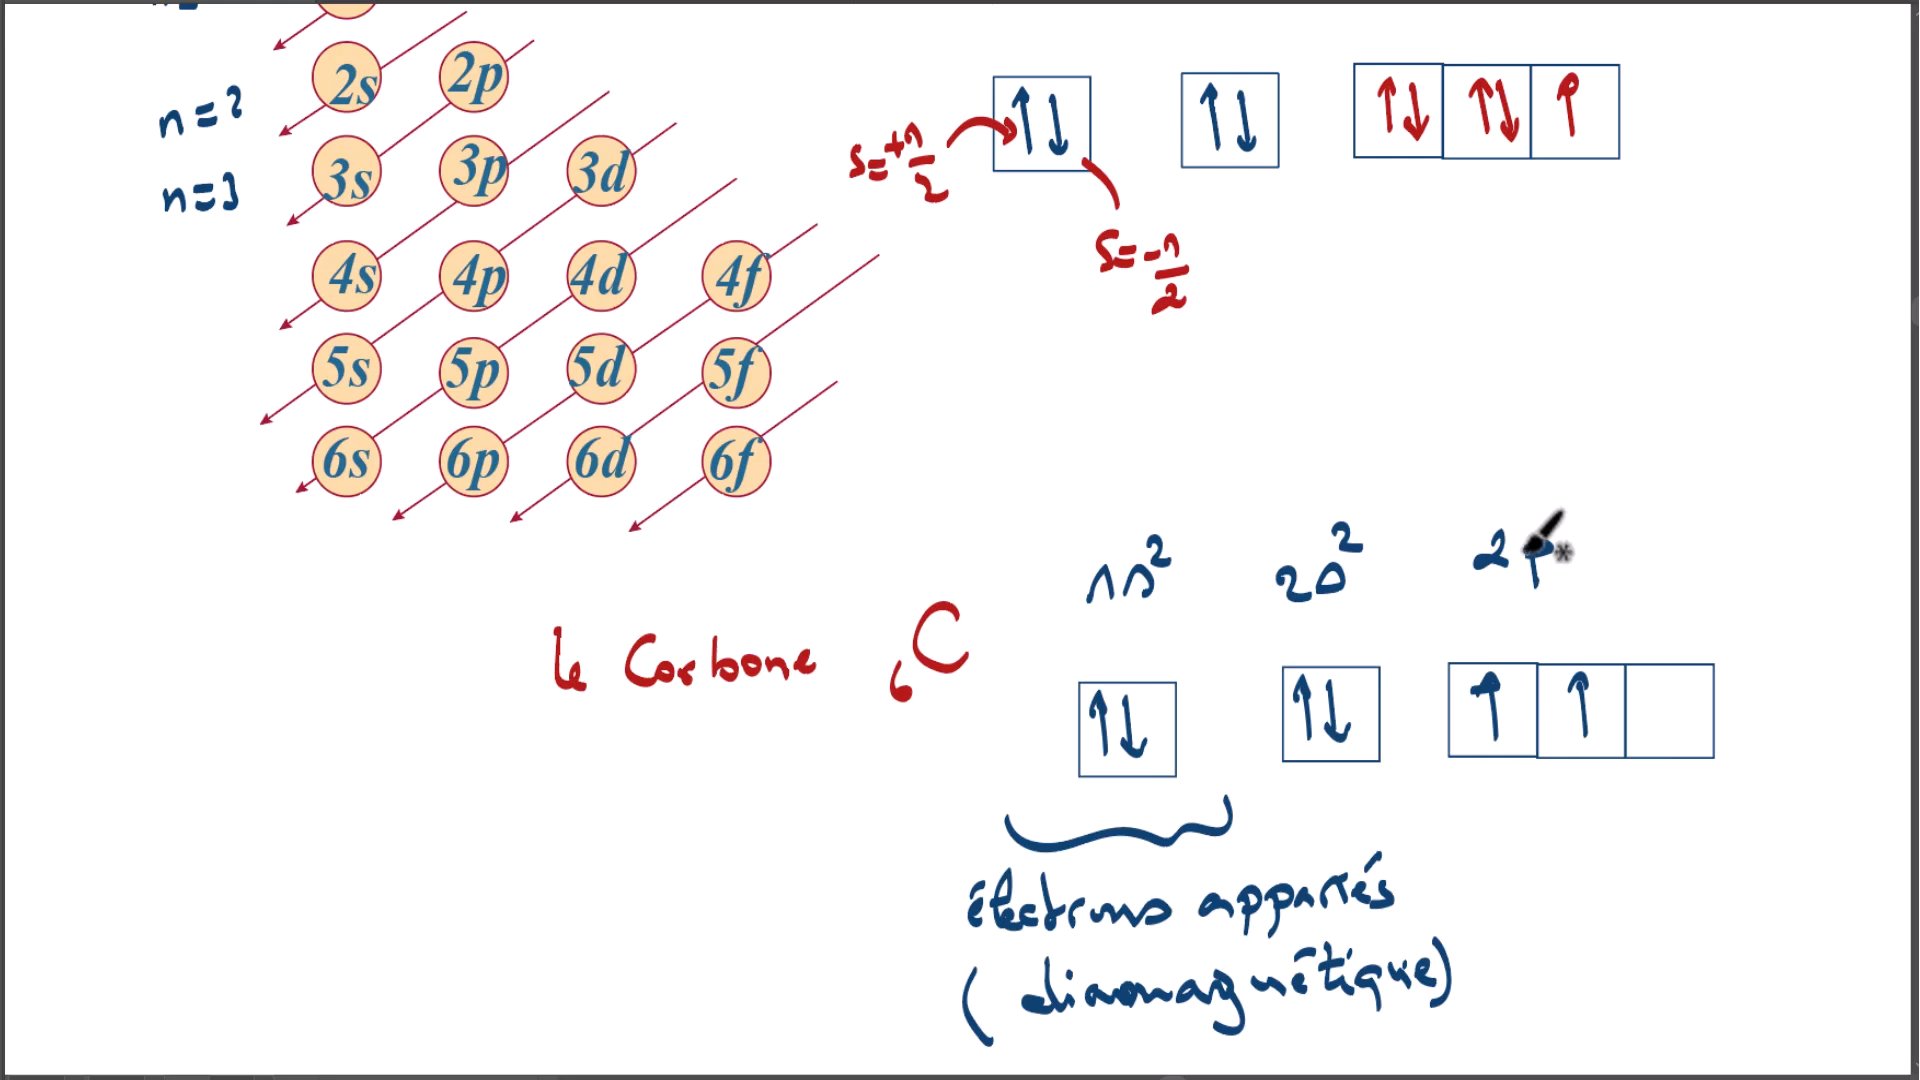 2s 2p
n=2
3s 3p 3d
n=3
4s 4p 4d 4f
5s 5p 5d 5f
6s 6p 6d 6f
↑↓ ↑↓ ↑↓ ↑↓ ↑
s=+1/2
s=-1/2
1s² 2s² 2p
le Carbone ₆C
↑↓ ↑↓ ↑ ↑
électrons appariés
(diamagnétique)